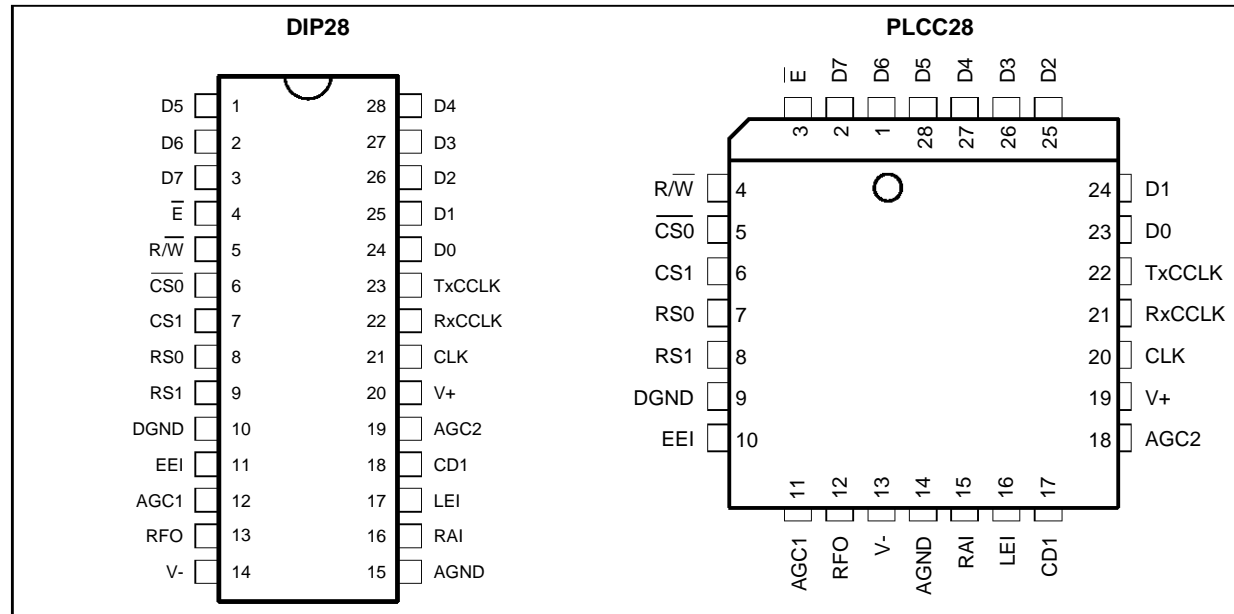 DIP28
D5 1 28 D4
D6 2 27 D3
D7 3 26 D2
E̅ 4 25 D1
R/W̅ 5 24 D0
C̅S̅0̅ 6 23 TxCCLK
CS1 7 22 RxCCLK
RS0 8 21 CLK
RS1 9 20 V+
DGND 10 19 AGC2
EEI 11 18 CD1
AGC1 12 17 LEI
RFO 13 16 RAI
V- 14 15 AGND
PLCC28
E̅ D7 D6 D5 D4 D3 D2
3 2 1 28 27 26 25
R/W̅ 4 24 D1
C̅S̅0̅ 5 23 D0
CS1 6 22 TxCCLK
RS0 7 21 RxCCLK
RS1 8 20 CLK
DGND 9 19 V+
EEI 10 18 AGC2
11 12 13 14 15 16 17
AGC1 RFO V- AGND RAI LEI CD1